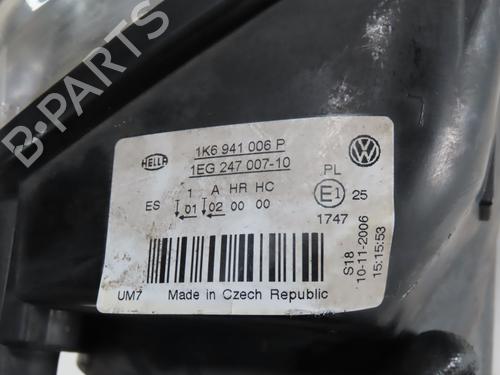 B-PARTS
HELLA
1K6 941 006 P
1EG 247 007-10
1 A HR HC PL
ES 01 02 00 00 E1 25
1747
UM7 Made in Czech Republic
S18
10-11-2006
15:15:53